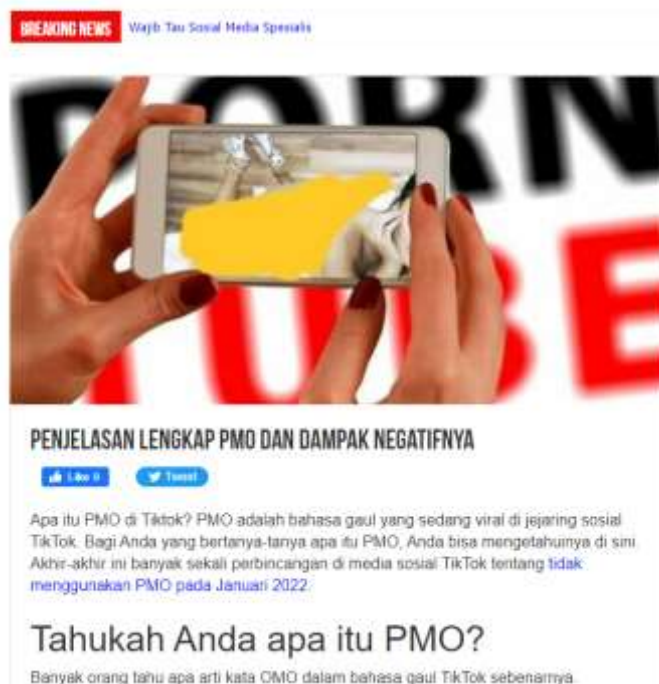 BREAKING NEWS Wajib Tau Sosial Media Spesialis
PORN
TUBE
PENJELASAN LENGKAP PMO DAN DAMPAK NEGATIFNYA
Like 0 Tweet
Apa itu PMO di Tiktok? PMO adalah bahasa gaul yang sedang viral di jejaring sosial
TikTok. Bagi Anda yang bertanya-tanya apa itu PMO, Anda bisa mengetahuinya di sini.
Akhir-akhir ini banyak sekali perbincangan di media sosial TikTok tentang tidak
menggunakan PMO pada Januari 2022.
Tahukah Anda apa itu PMO?
Banyak orang tahu apa arti kata OMO dalam bahasa gaul TikTok sebenarnya.